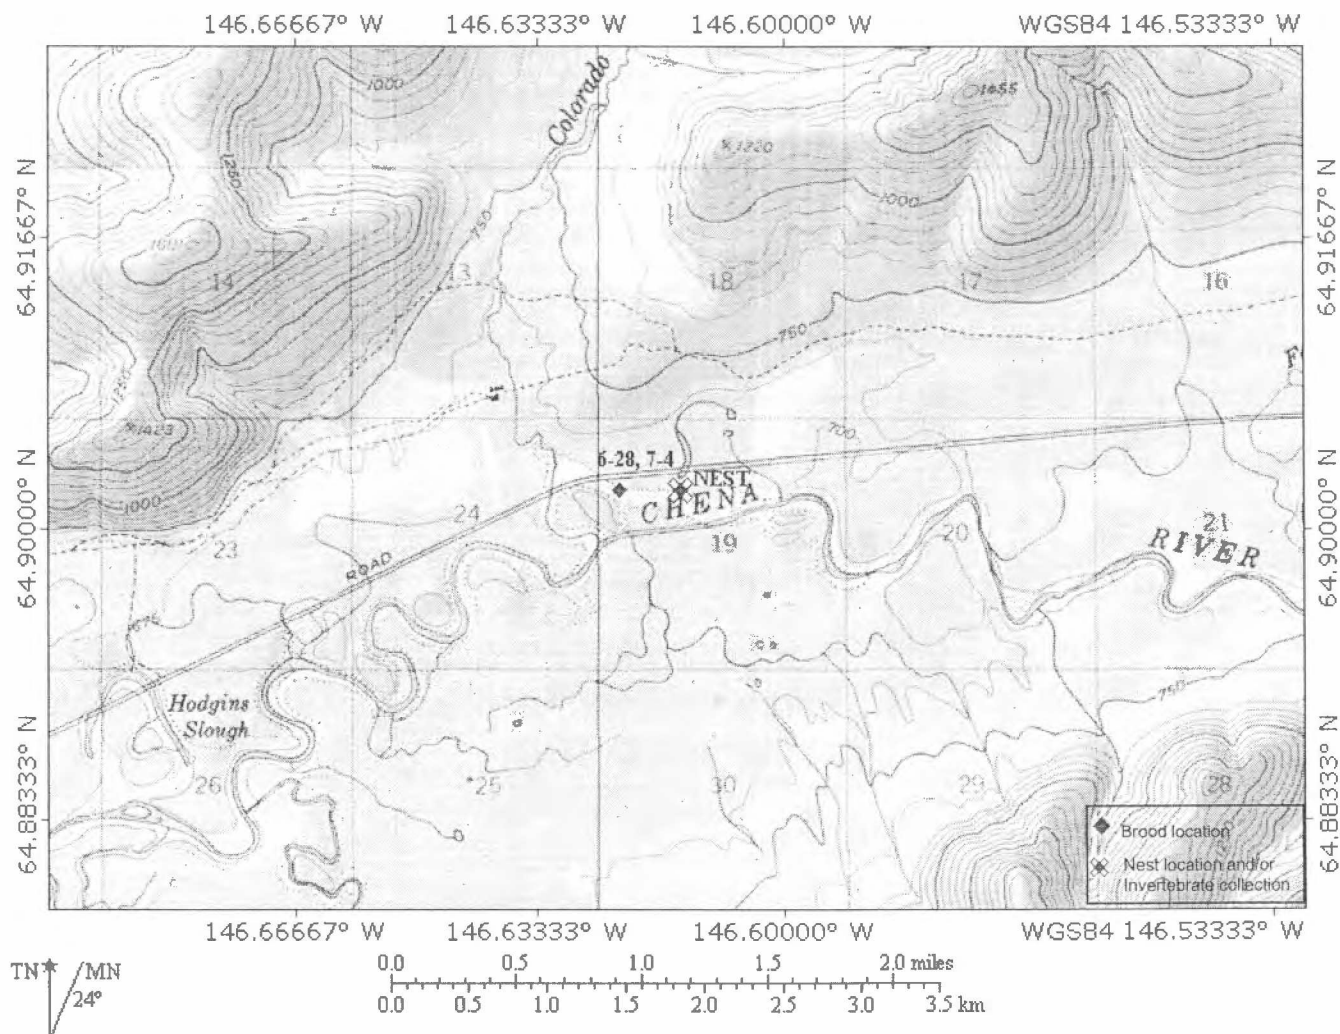 146.66667° W 146.63333° W 146.60000° W WGS84 146.53333° W
64.91667° N
64.90000° N
64.88333° N
64.91667° N
64.90000° N
64.88333° N
Colorado
1000
1260
1455
×1220
1000
750
14
13
18
17
16
750
1250
×1423
1000
700
6-28, 7-4
NEST
CHENA
24
23
ROAD
19
20
21
RIVER
Hodgins
Slough
750
26
25
30
29
28
Brood location
Nest location and/or
Invertebrate collection
146.66667° W 146.63333° W 146.60000° W WGS84 146.53333° W
TN MN
24°
0.0 0.5 1.0 1.5 2.0 miles
0.0 0.5 1.0 1.5 2.0 2.5 3.0 3.5 km